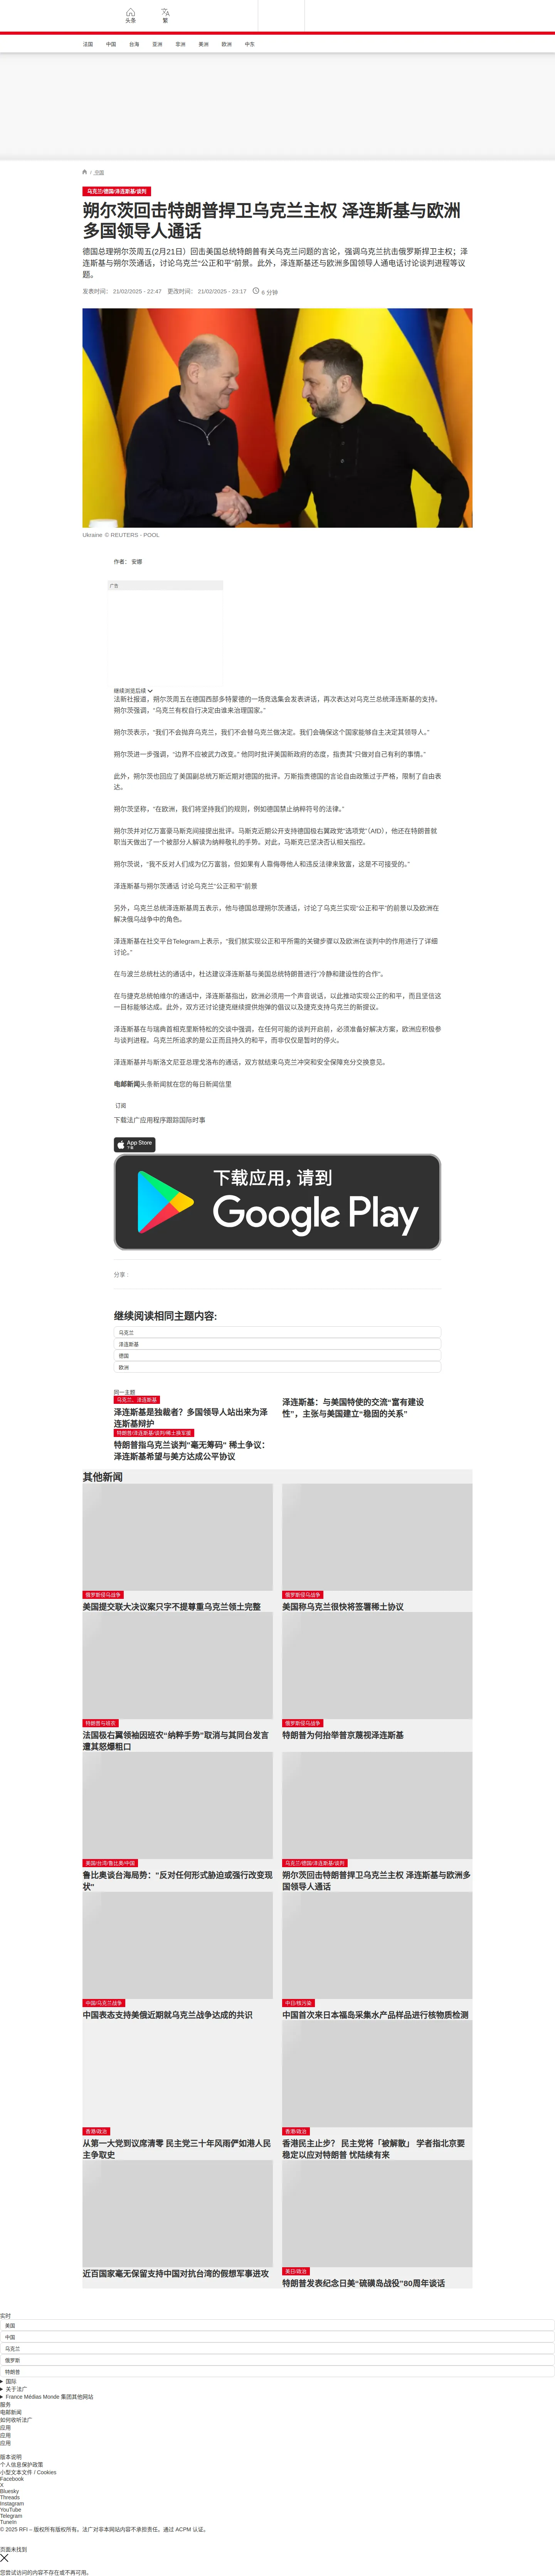 头条
繁
法国
中国
台海
亚洲
非洲
美洲
欧洲
中东
/ 中国
乌克兰/德国/泽连斯基/谈判
朔尔茨回击特朗普捍卫乌克兰主权 泽连斯基与欧洲
多国领导人通话
德国总理朔尔茨周五(2月21日）回击美国总统特朗普有关乌克兰问题的言论，强调乌克兰抗击俄罗斯捍卫主权；泽
连斯基与朔尔茨通话，讨论乌克兰“公正和平”前景。此外，泽连斯基还与欧洲多国领导人通电话讨论谈判进程等议
题。
发表时间： 21/02/2025 - 22:47 更改时间： 21/02/2025 - 23:17 6 分钟
Ukraine © REUTERS - POOL
作者： 安娜
广告
继续浏览后续
法新社报道，朔尔茨周五在德国西部多特蒙德的一场竞选集会发表讲话，再次表达对乌克兰总统泽连斯基的支持。
朔尔茨强调，“乌克兰有权自行决定由谁来治理国家。”
朔尔茨表示，“我们不会抛弃乌克兰，我们不会替乌克兰做决定。我们会确保这个国家能够自主决定其领导人。”
朔尔茨进一步强调，“边界不应被武力改变。” 他同时批评美国新政府的态度，指责其“只做对自己有利的事情。”
此外，朔尔茨也回应了美国副总统万斯近期对德国的批评。万斯指责德国的言论自由政策过于严格，限制了自由表
达。
朔尔茨坚称，“在欧洲，我们将坚持我们的规则，例如德国禁止纳粹符号的法律。”
朔尔茨并对亿万富豪马斯克间接提出批评。马斯克近期公开支持德国极右翼政党“选项党”（AfD），他还在特朗普就
职当天做出了一个被部分人解读为纳粹敬礼的手势。对此，马斯克已坚决否认相关指控。
朔尔茨说，“我不反对人们成为亿万富翁，但如果有人靠侮辱他人和违反法律来致富，这是不可接受的。”
泽连斯基与朔尔茨通话 讨论乌克兰“公正和平”前景
另外，乌克兰总统泽连斯基周五表示，他与德国总理朔尔茨通话，讨论了乌克兰实现“公正和平”的前景以及欧洲在
解决俄乌战争中的角色。
泽连斯基在社交平台Telegram上表示，“我们就实现公正和平所需的关键步骤以及欧洲在谈判中的作用进行了详细
讨论。”
在与波兰总统杜达的通话中，杜达建议泽连斯基与美国总统特朗普进行”冷静和建设性的合作“。
在与捷克总统帕维尔的通话中，泽连斯基指出，欧洲必须用一个声音说话，以此推动实现公正的和平，而且坚信这
一目标能够达成。此外，双方还讨论捷克继续提供炮弹的倡议以及捷克支持乌克兰的新提议。
泽连斯基在与瑞典首相克里斯特松的交谈中强调，在任何可能的谈判开启前，必须准备好解决方案，欧洲应积极参
与谈判进程。乌克兰所追求的是公正而且持久的和平，而非仅仅是暂时的停火。
泽连斯基并与斯洛文尼亚总理戈洛布的通话，双方就结束乌克兰冲突和安全保障充分交换意见。
电邮新闻头条新闻就在您的每日新闻信里
订阅
下载法广应用程序跟踪国际时事
App Store
下载
下载应用，请到
Google Play
分享 :
继续阅读相同主题内容:
乌克兰
泽连斯基
德国
欧洲
同一主题
乌克兰、泽连斯基
泽连斯基是独裁者？多国领导人站出来为泽
连斯基辩护
泽连斯基：与美国特使的交流“富有建设
性”，主张与美国建立“稳固的关系”
特朗普/泽连斯基/谈判/稀土换军援
特朗普指乌克兰谈判"毫无筹码" 稀土争议：
泽连斯基希望与美方达成公平协议
其他新闻
俄罗斯侵乌战争
美国提交联大决议案只字不提尊重乌克兰领土完整
俄罗斯侵乌战争
美国称乌克兰很快将签署稀土协议
特朗普与班农
法国极右翼领袖因班农“纳粹手势”取消与其同台发言
遭其怒爆粗口
俄罗斯侵乌战争
特朗普为何抬举普京蔑视泽连斯基
美国/台湾/鲁比奥/中国
鲁比奥谈台海局势：“反对任何形式胁迫或强行改变现
状”
乌克兰/德国/泽连斯基/谈判
朔尔茨回击特朗普捍卫乌克兰主权 泽连斯基与欧洲多
国领导人通话
中国/乌克兰战争
中国表态支持美俄近期就乌克兰战争达成的共识
中日/核污染
中国首次来日本福岛采集水产品样品进行核物质检测
香港/政治
从第一大党到议席清零 民主党三十年风雨俨如港人民
主争取史
香港/政治
香港民主止步？ 民主党将「被解散」 学者指北京要
稳定以应对特朗普 忧陆续有来
近百国家毫无保留支持中国对抗台湾的假想军事进攻
美日/政治
特朗普发表纪念日美“硫磺岛战役”80周年谈话
实时
美国
中国
乌克兰
俄罗斯
特朗普
国际
关于法广
France Médias Monde 集团其他网站
服务
电邮新闻
如何收听法广
应用
应用
应用
版本说明
个人信息保护政策
小型文本文件 / Cookies
Facebook
X
Bluesky
Threads
Instagram
YouTube
Telegram
TuneIn
© 2025 RFI – 版权所有版权所有。法广对非本网站内容不承担责任。通过 ACPM 认证。
页面未找到
您尝试访问的内容不存在或不再可用。